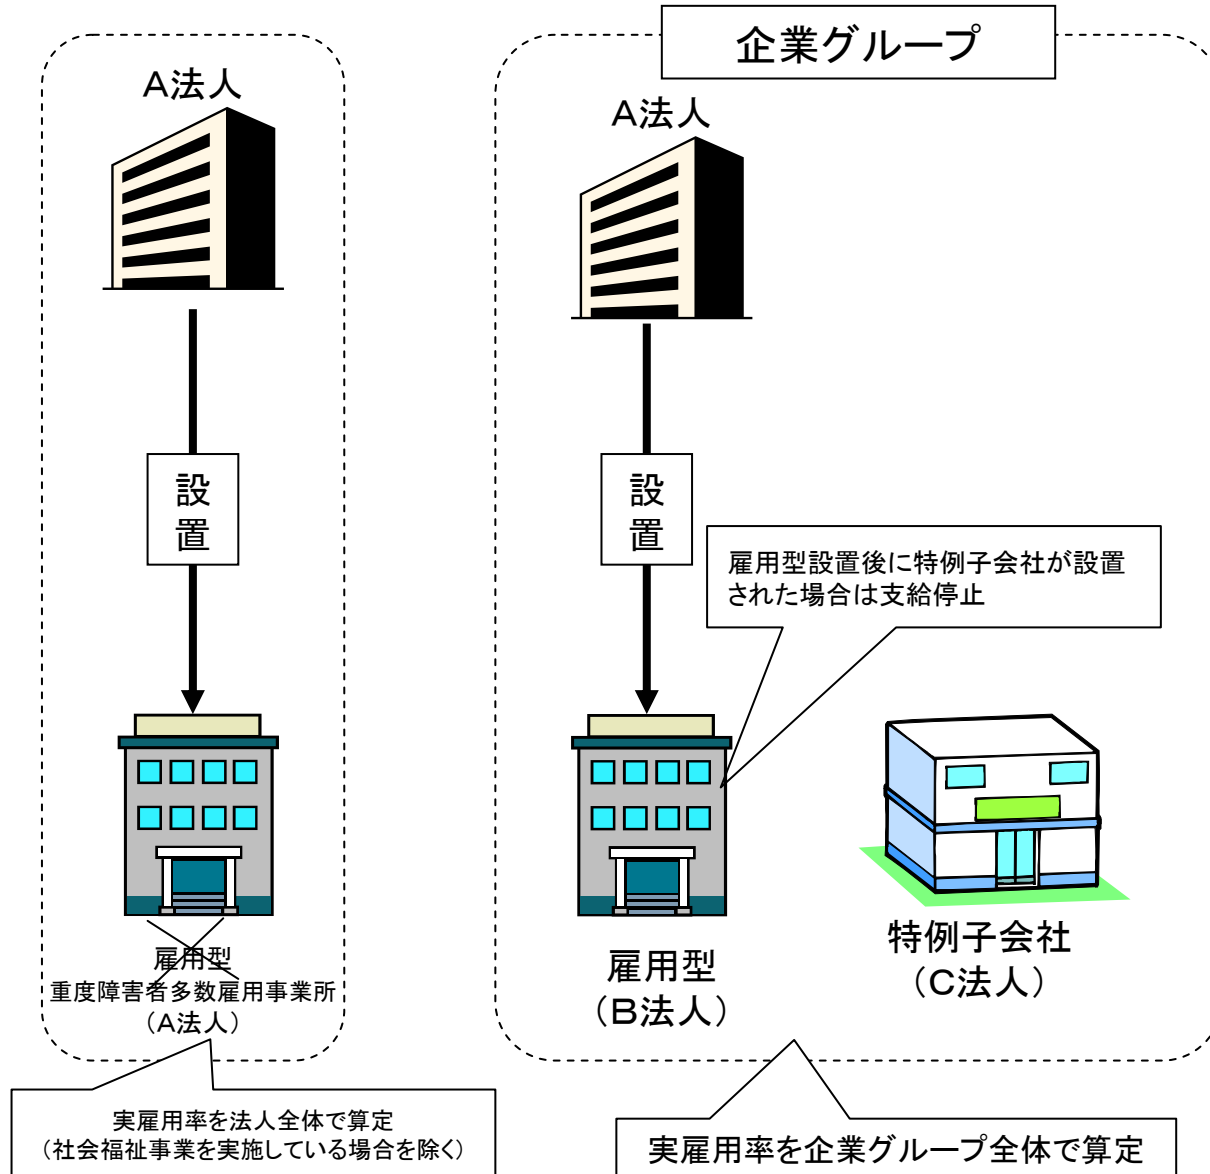 A法人
設
置
雇用型
重度障害者多数雇用事業所
(A法人)
実雇用率を法人全体で算定
(社会福祉事業を実施している場合を除く)
企業グループ
A法人
設
置
雇用型設置後に特例子会社が設置
された場合は支給停止
雇用型
(B法人)
特例子会社
(C法人)
実雇用率を企業グループ全体で算定